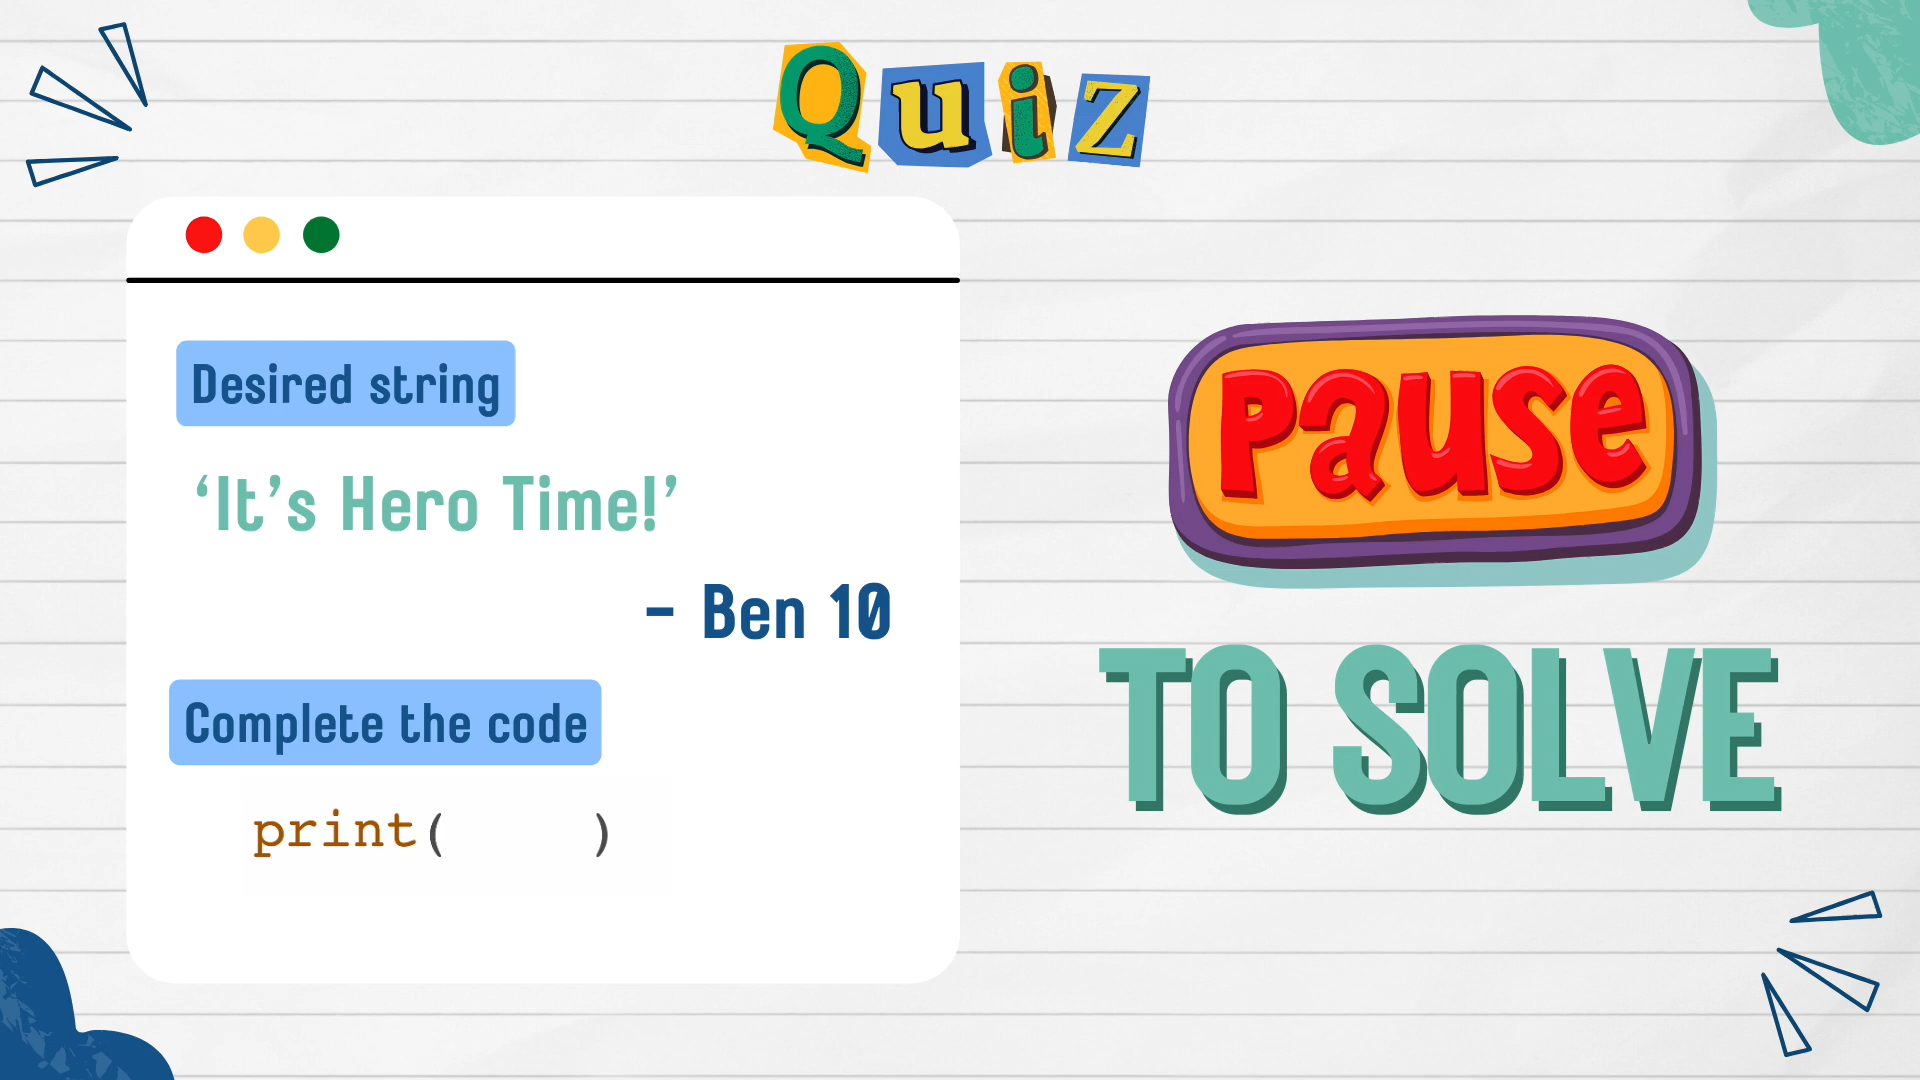 Quiz
Desired string
‘It’s Hero Time!’
- Ben 10
Complete the code
print( )
Pause
TO SOLVE